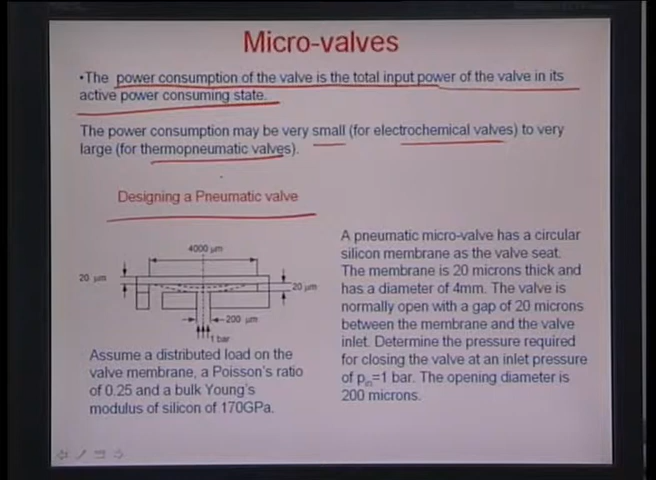 Micro-valves
•The power consumption of the valve is the total input power of the valve in its
active power consuming state.
The power consumption may be very small (for electrochemical valves) to very
large (for thermopneumatic valves).
Designing a Pneumatic valve
4000 µm
20 µm
20 µm
200 µm
1 bar
Assume a distributed load on the
valve membrane, a Poisson's ratio
of 0.25 and a bulk Young's
modulus of silicon of 170GPa.
A pneumatic micro-valve has a circular
silicon membrane as the valve seat.
The membrane is 20 microns thick and
has a diameter of 4mm. The valve is
normally open with a gap of 20 microns
between the membrane and the valve
inlet. Determine the pressure required
for closing the valve at an inlet pressure
of pin=1 bar. The opening diameter is
200 microns.